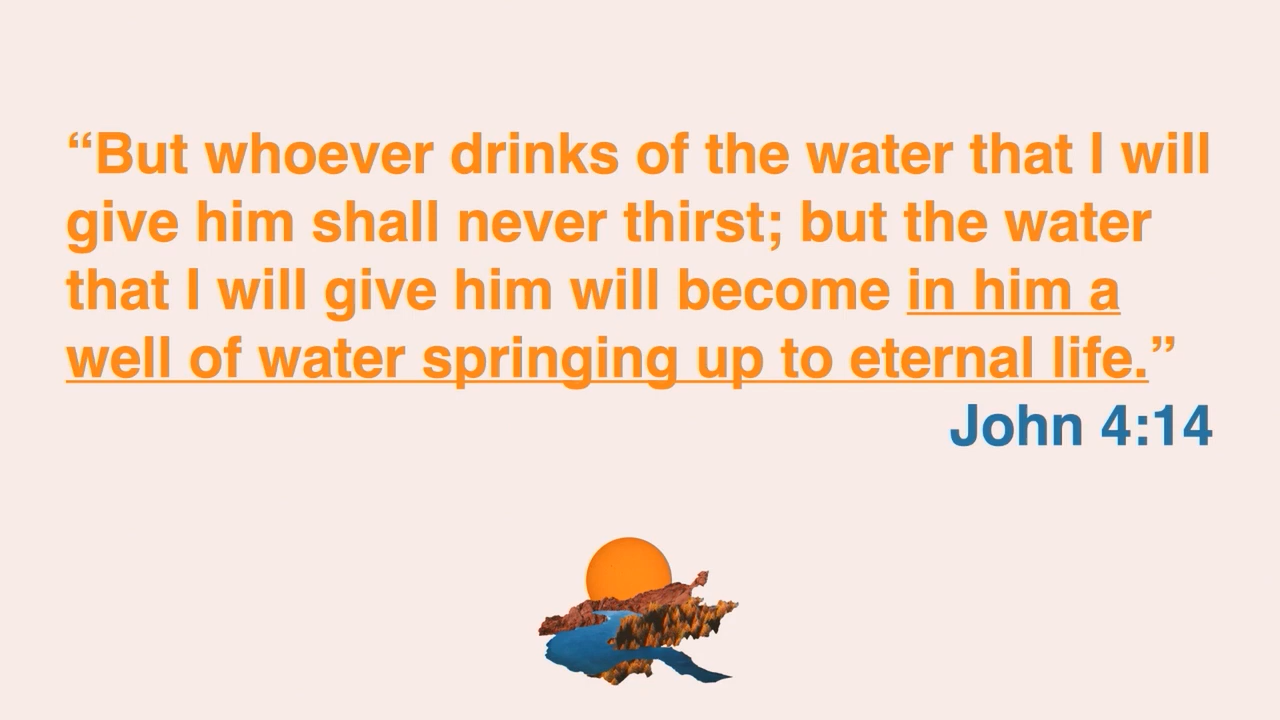 “But whoever drinks of the water that I will
give him shall never thirst; but the water
that I will give him will become in him a
well of water springing up to eternal life.”
John 4:14